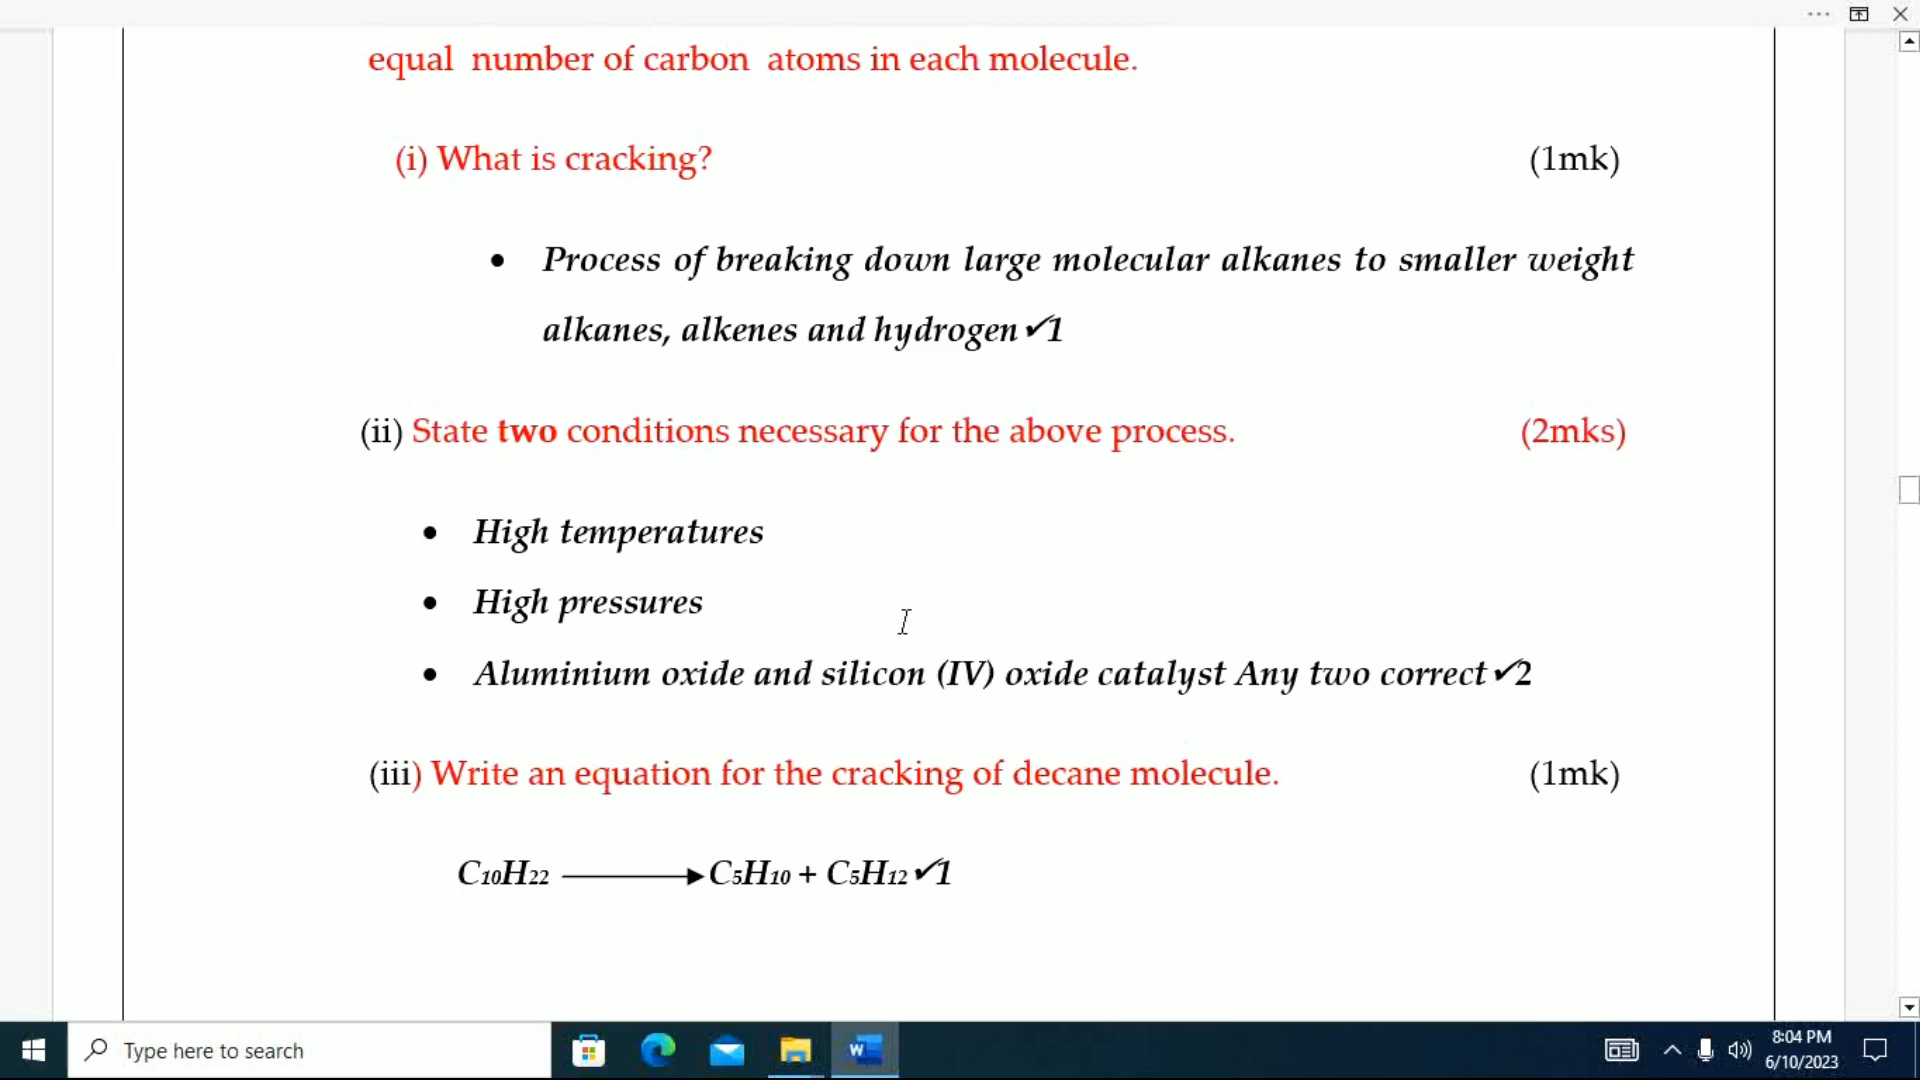 equal number of carbon atoms in each molecule.
(i) What is cracking? (1mk)
• Process of breaking down large molecular alkanes to smaller weight
alkanes, alkenes and hydrogen✓1
(ii) State two conditions necessary for the above process. (2mks)
• High temperatures
• High pressures
• Aluminium oxide and silicon (IV) oxide catalyst Any two correct✓2
(iii) Write an equation for the cracking of decane molecule. (1mk)
C₁₀H₂₂ ⟶ C₅H₁₀ + C₅H₁₂✓1
Type here to search
8:04 PM
6/10/2023